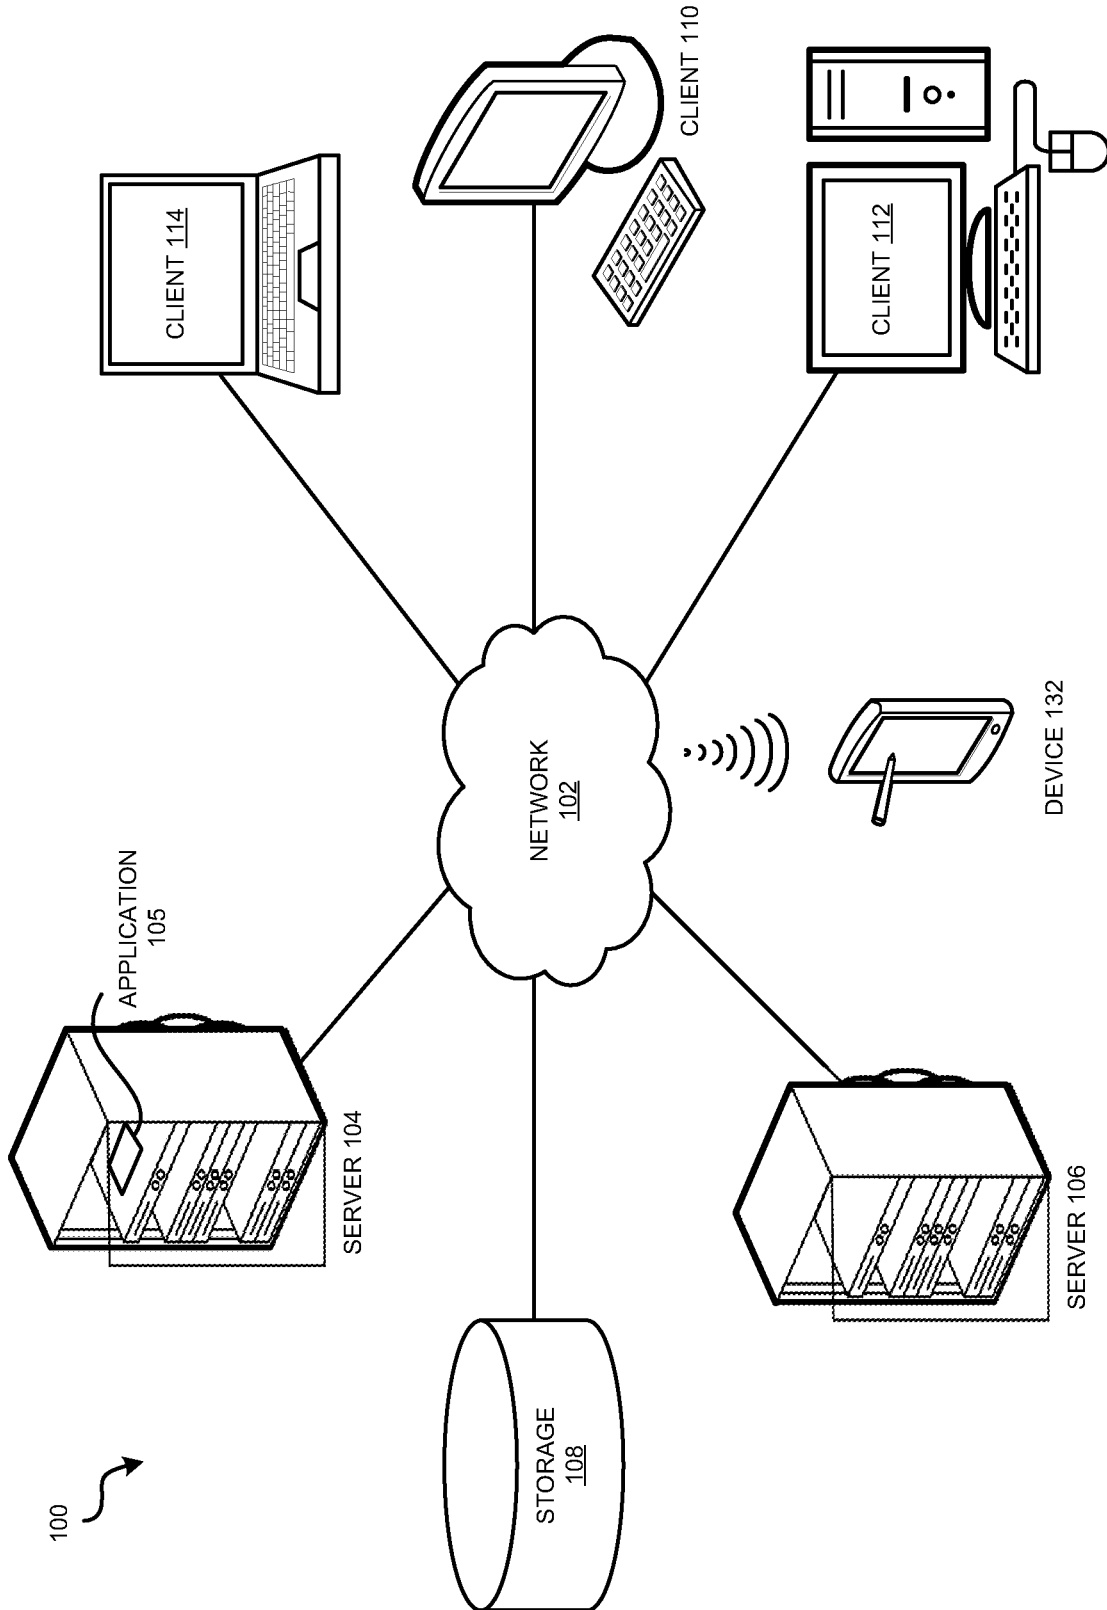 100
APPLICATION
105
SERVER 104
CLIENT 114
STORAGE
108
NETWORK
102
CLIENT 110
SERVER 106
DEVICE 132
CLIENT 112